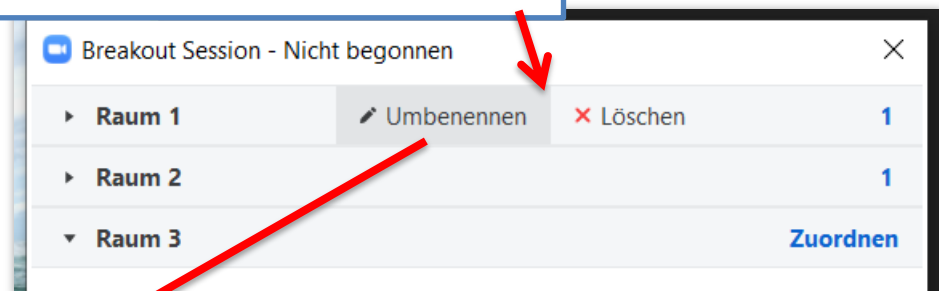 Breakout Session - Nicht begonnen
Raum 1 Umbenennen Löschen 1
Raum 2 1
Raum 3 Zuordnen